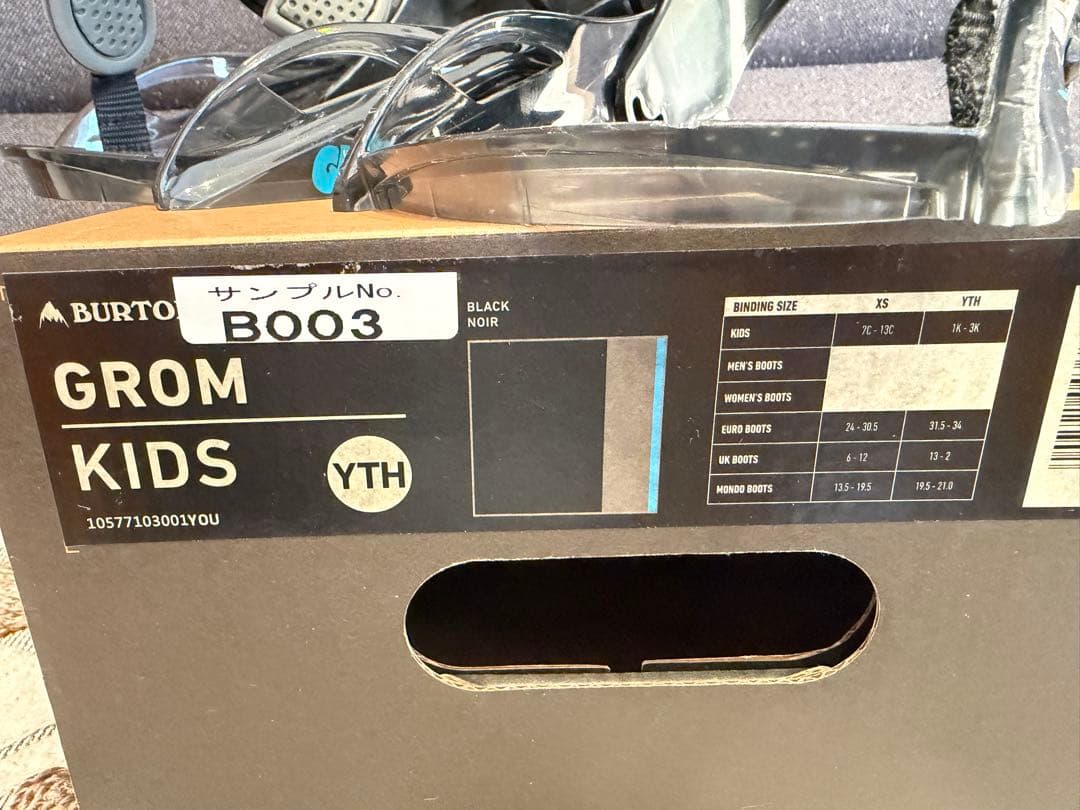 サンプルNo.
B003
BURTO
GROM
KIDS
YTH
10577103001YOU
BLACK
NOIR
BINDING SIZE XS YTH
KIDS 7C - 13C 1K - 3K
MEN'S BOOTS
WOMEN'S BOOTS
EURO BOOTS 24 - 30.5 31.5 - 34
UK BOOTS 6 - 12 13 - 2
MONDO BOOTS 13.5 - 19.5 19.5 - 21.0